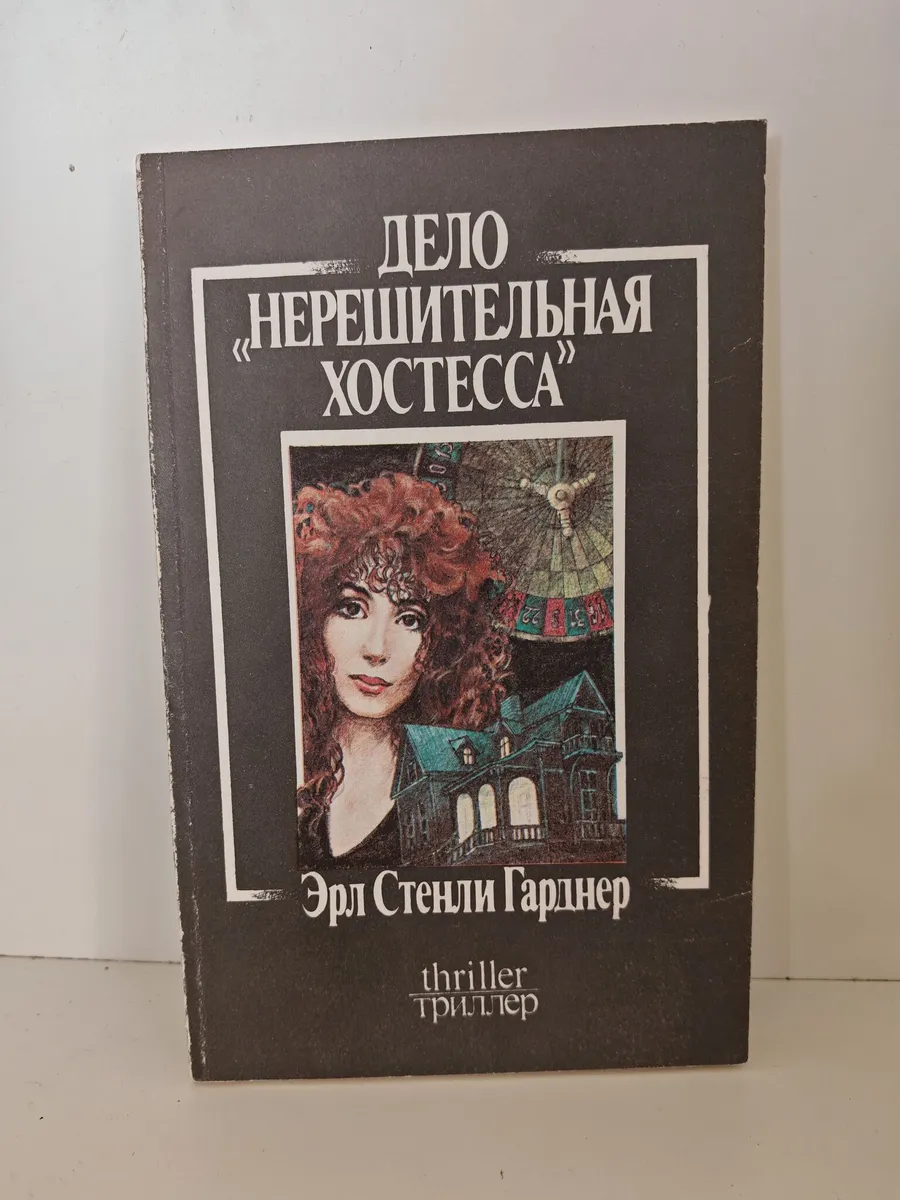 ДЕЛО
„НЕРЕШИТЕЛЬНАЯ
ХОСТЕССА”
Эрл Стенли Гарднер
thriller
триллер